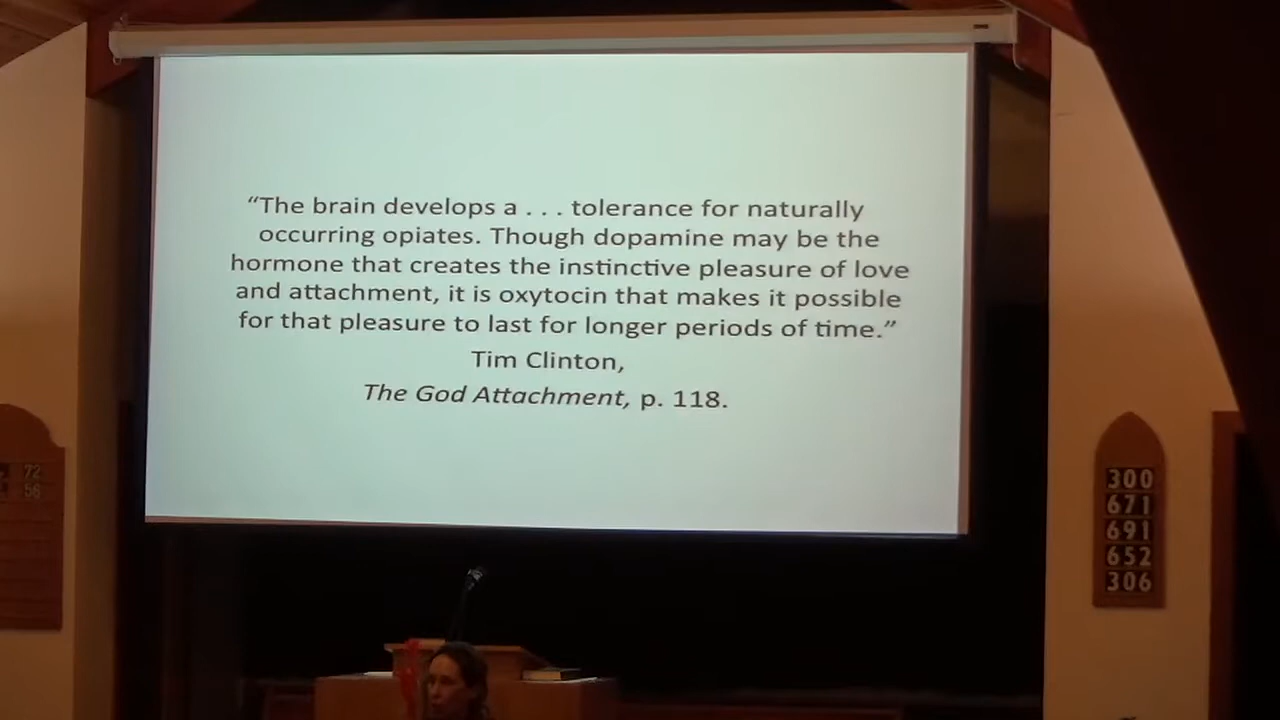 “The brain develops a . . . tolerance for naturally
occurring opiates. Though dopamine may be the
hormone that creates the instinctive pleasure of love
and attachment, it is oxytocin that makes it possible
for that pleasure to last for longer periods of time.”
Tim Clinton,
The God Attachment, p. 118.
72
56
300
671
691
652
306